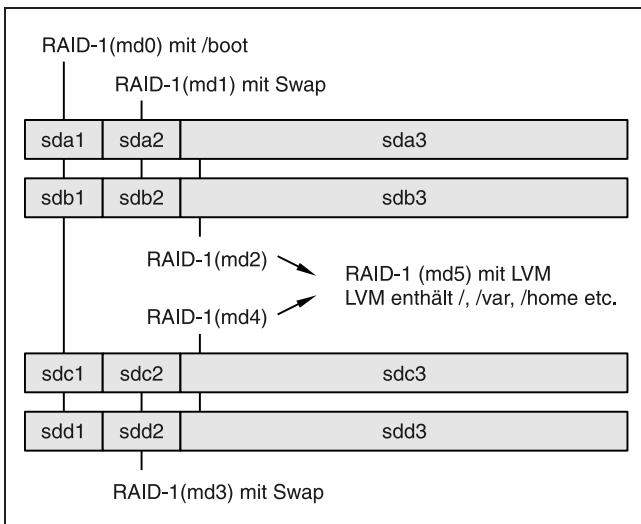 RAID-1(md0) mit /boot
RAID-1(md1) mit Swap
sda1 sda2 sda3
sdb1 sdb2 sdb3
RAID-1(md2)
RAID-1 (md5) mit LVM
LVM enthält /, /var, /home etc.
RAID-1(md4)
sdc1 sdc2 sdc3
sdd1 sdd2 sdd3
RAID-1(md3) mit Swap